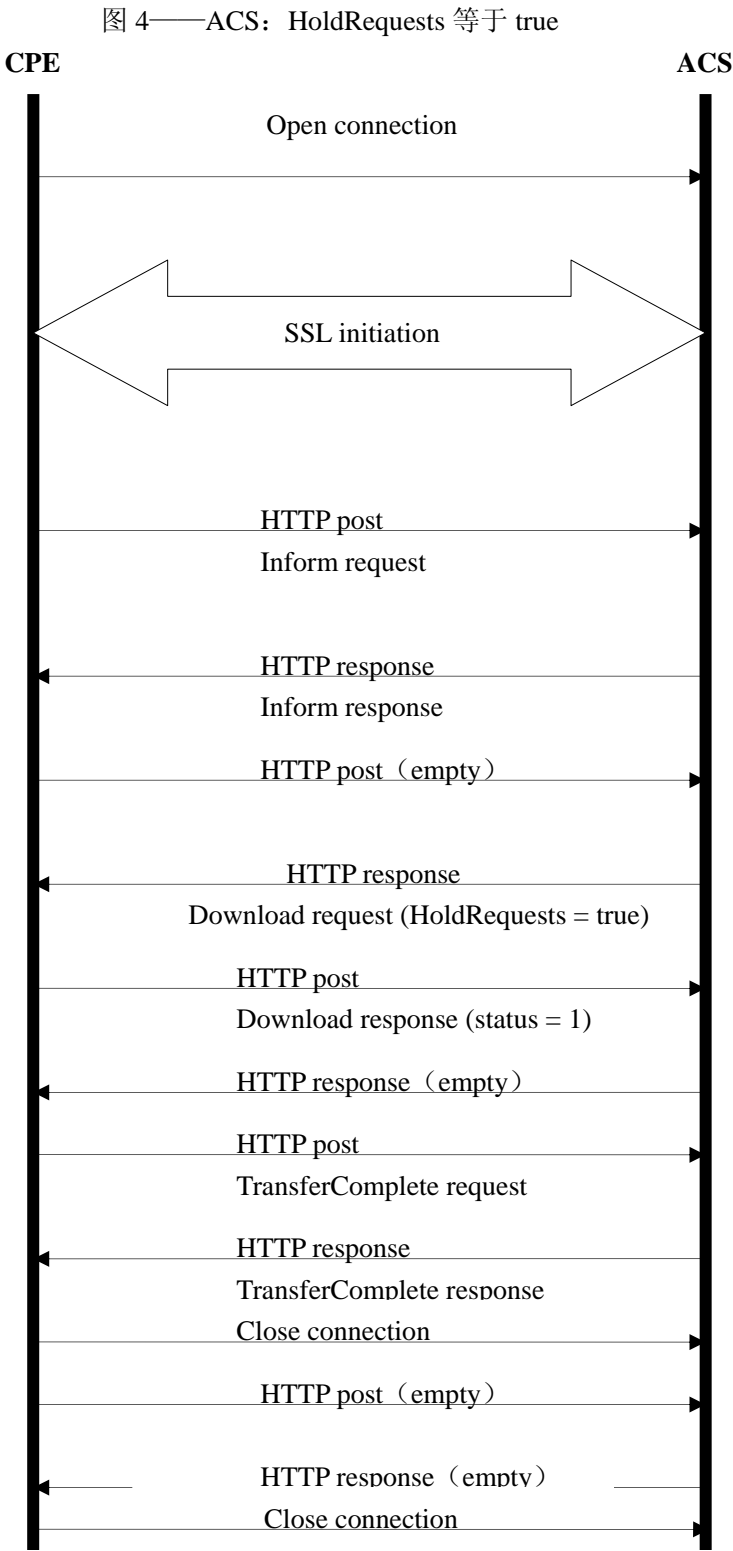 图 4——ACS：HoldRequests 等于 true
CPE ACS
Open connection
SSL initiation
HTTP post
Inform request
HTTP response
Inform response
HTTP post（empty）
HTTP response
Download request (HoldRequests = true)
HTTP post
Download response (status = 1)
HTTP response（empty）
HTTP post
TransferComplete request
HTTP response
TransferComplete response
Close connection
HTTP post（empty）
HTTP response（empty）
Close connection